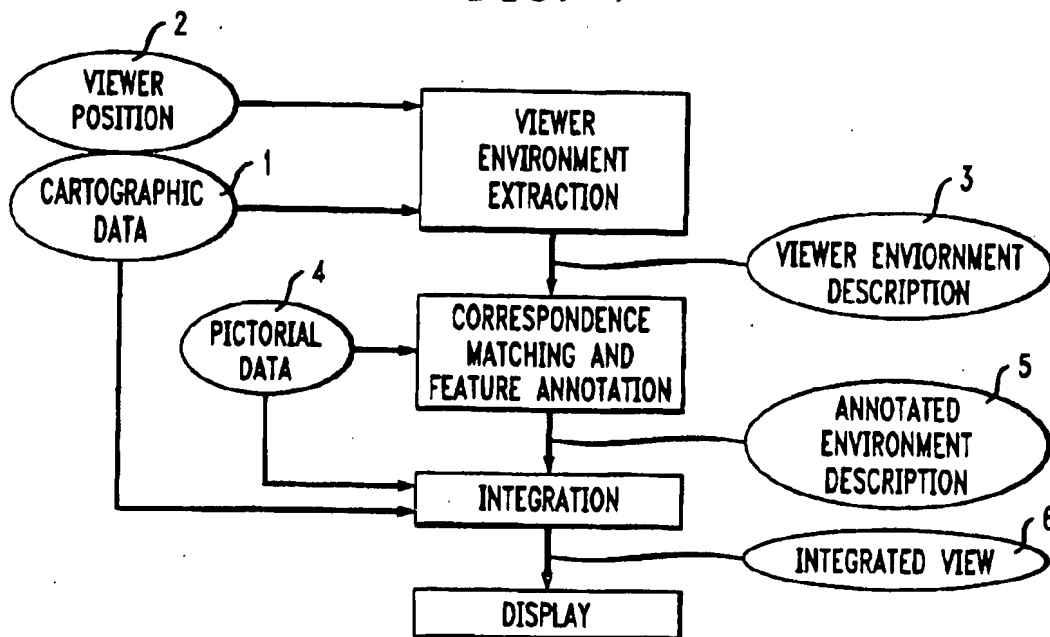 2
VIEWER
POSITION
1
CARTOGRAPHIC
DATA
VIEWER
ENVIRONMENT
EXTRACTION
3
VIEWER ENVIORNMENT
DESCRIPTION
4
PICTORIAL
DATA
CORRESPONDENCE
MATCHING AND
FEATURE ANNOTATION
5
ANNOTATED
ENVIRONMENT
DESCRIPTION
INTEGRATION
6
INTEGRATED VIEW
DISPLAY